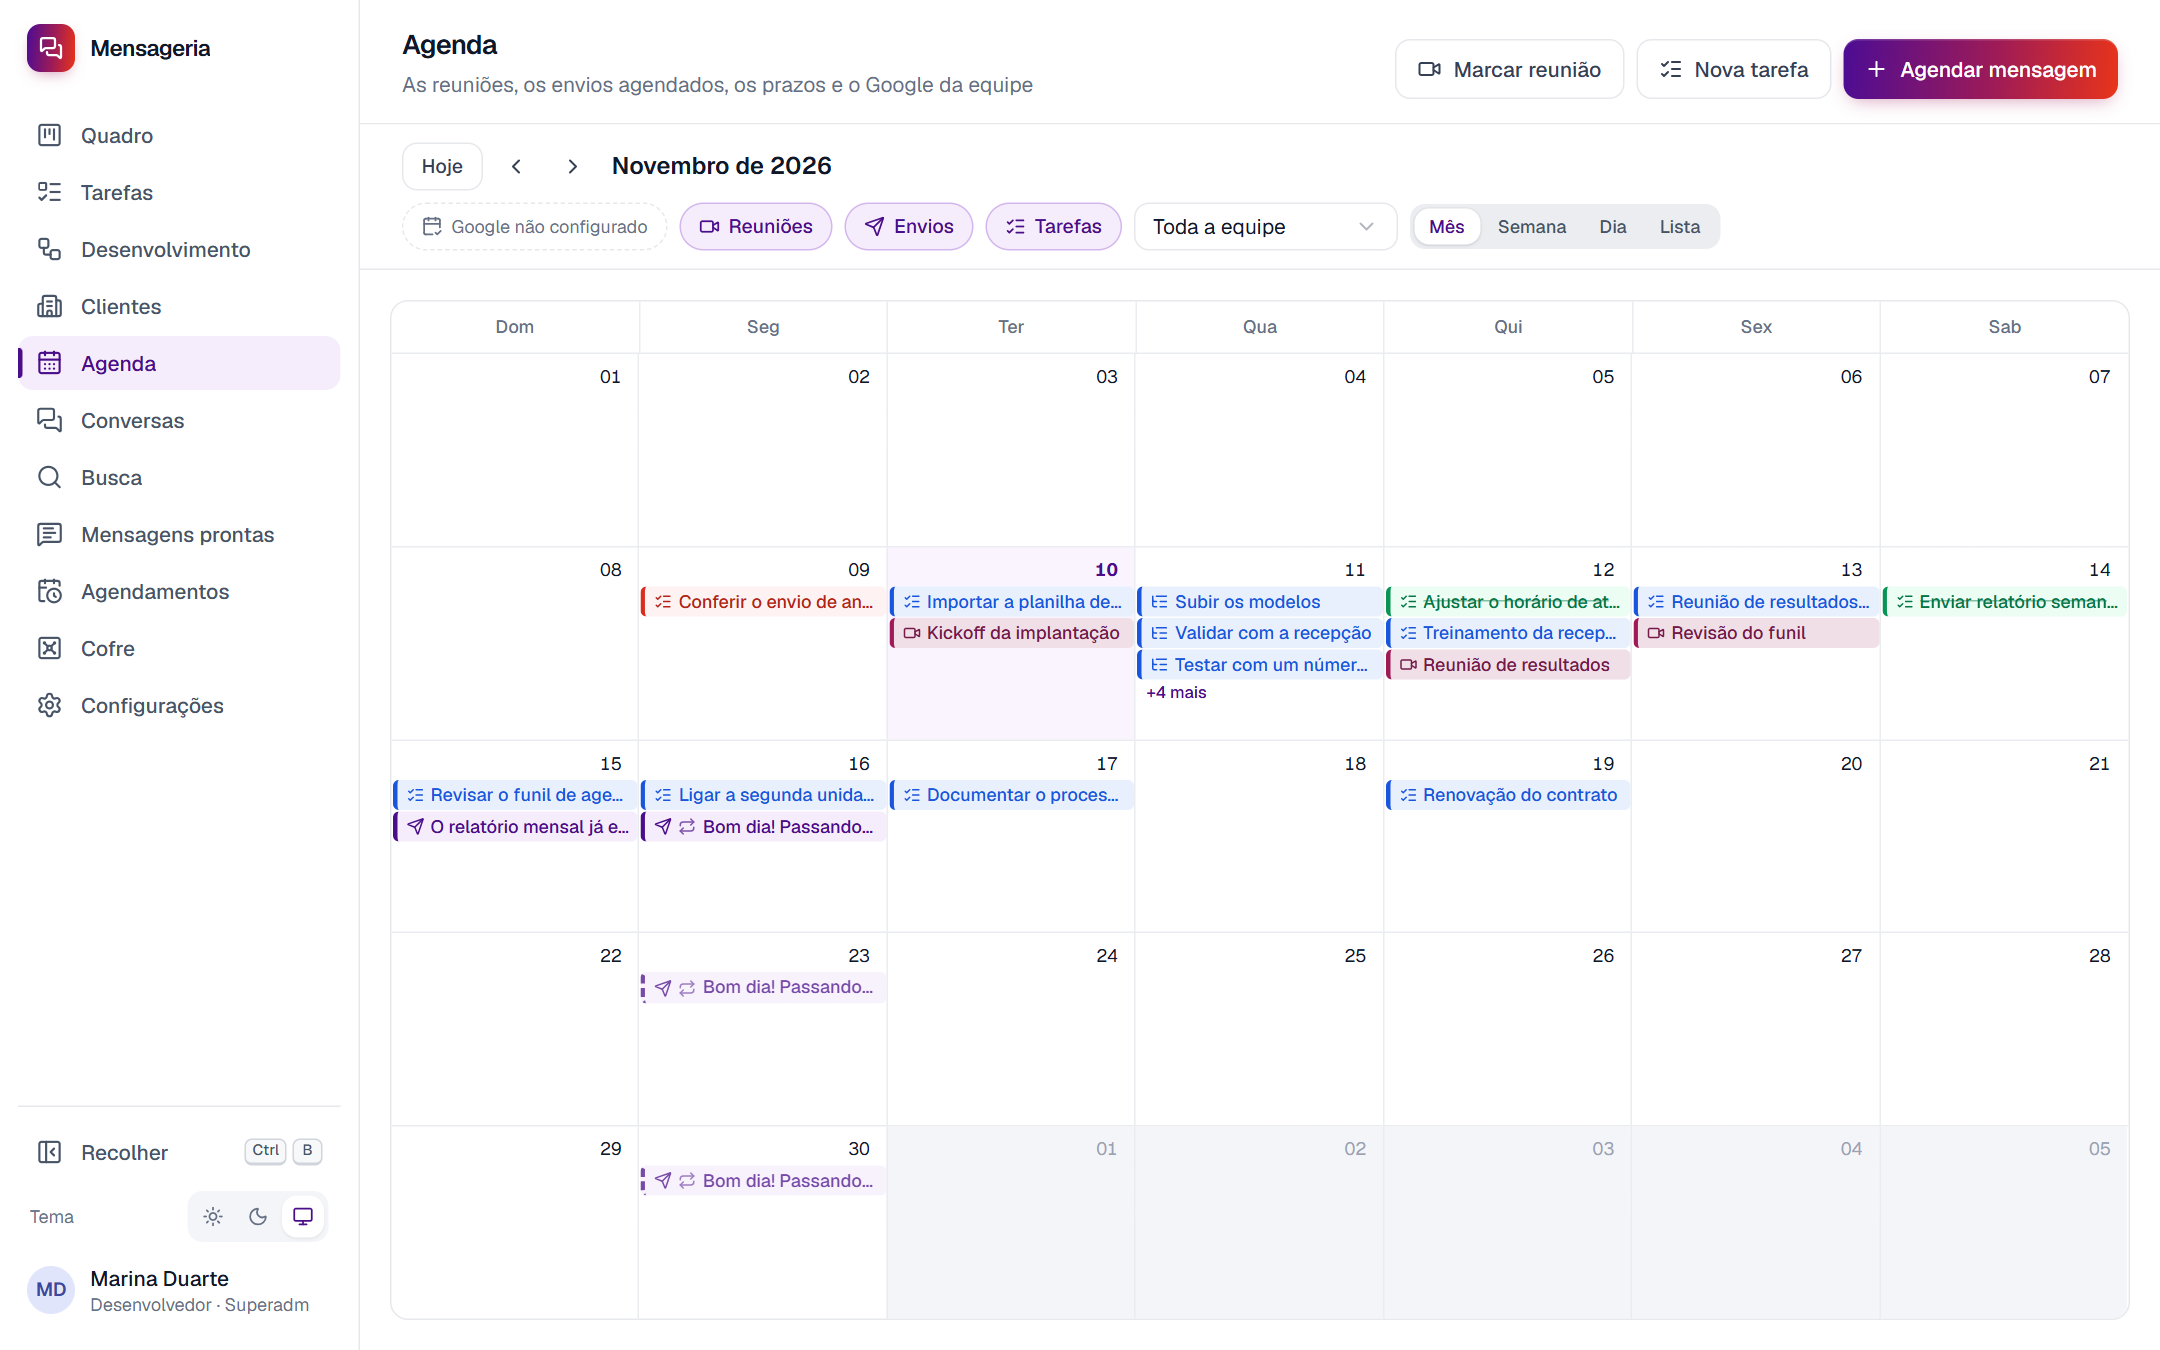 Mensageria
Quadro
Tarefas
Desenvolvimento
Clientes
Agenda
Conversas
Busca
Mensagens prontas
Agendamentos
Cofre
Configurações
Recolher Ctrl B
Tema
MD Marina Duarte
Desenvolvedor · Superadm
Agenda
As reuniões, os envios agendados, os prazos e o Google da equipe
Marcar reunião
Nova tarefa
Agendar mensagem
Hoje
Novembro de 2026
Google não configurado
Reuniões
Envios
Tarefas
Toda a equipe
Mês Semana Dia Lista
Dom Seg Ter Qua Qui Sex Sab
01 02 03 04 05 06 07
08 09 10 11 12 13 14
Conferir o envio de an...
Importar a planilha de...
Kickoff da implantação
Subir os modelos
Validar com a recepção
Testar com um númer...
+4 mais
Ajustar o horário de at...
Treinamento da recep...
Reunião de resultados
Reunião de resultados...
Revisão do funil
Enviar relatório seman...
15 16 17 18 19 20 21
Revisar o funil de age...
O relatório mensal já e...
Ligar a segunda unida...
Bom dia! Passando...
Documentar o proces...
Renovação do contrato
22 23 24 25 26 27 28
Bom dia! Passando...
29 30 01 02 03 04 05
Bom dia! Passando...